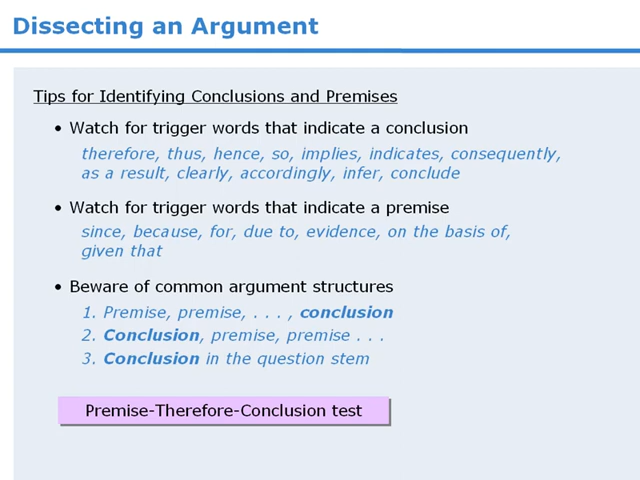 Dissecting an Argument
Tips for Identifying Conclusions and Premises
• Watch for trigger words that indicate a conclusion
therefore, thus, hence, so, implies, indicates, consequently,
as a result, clearly, accordingly, infer, conclude
• Watch for trigger words that indicate a premise
since, because, for, due to, evidence, on the basis of,
given that
• Beware of common argument structures
1. Premise, premise, . . . , conclusion
2. Conclusion, premise, premise . . .
3. Conclusion in the question stem
Premise-Therefore-Conclusion test